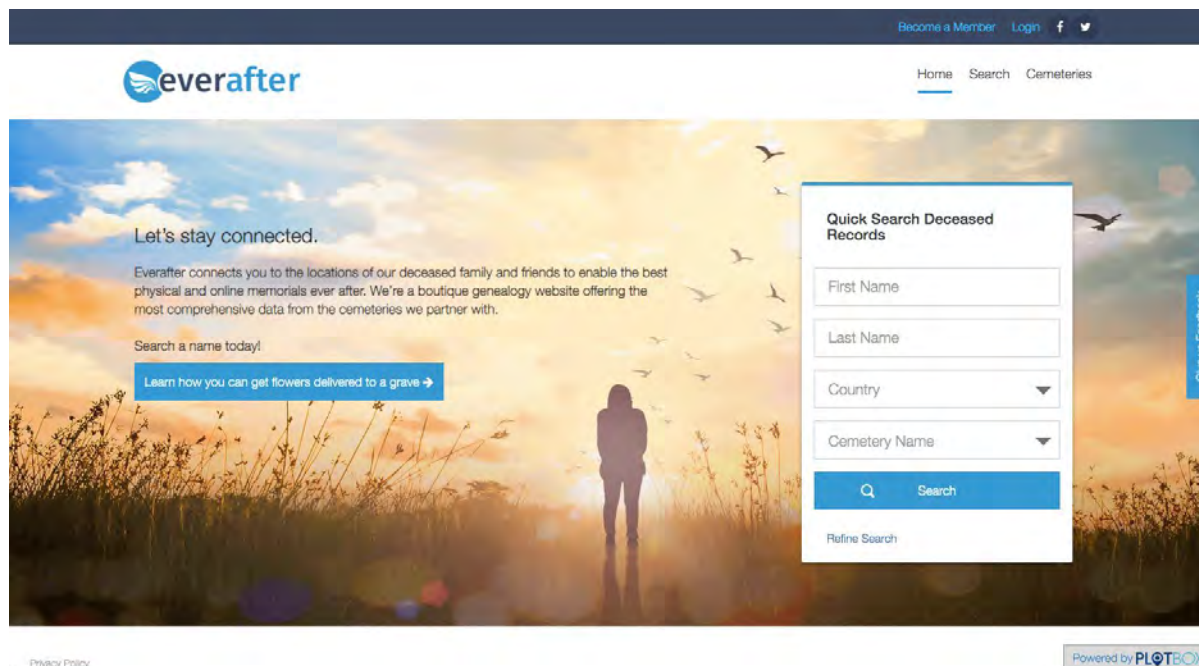 Become a Member Login
everafter
Home Search Cemeteries
Let's stay connected.
Everafter connects you to the locations of our deceased family and friends to enable the best
physical and online memorials ever after. We're a boutique genealogy website offering the
most comprehensive data from the cemeteries we partner with.
Search a name today!
Learn how you can get flowers delivered to a grave →
Quick Search Deceased
Records
First Name
Last Name
Country
Cemetery Name
Search
Refine Search
Privacy Policy
Powered by PLOTBOX